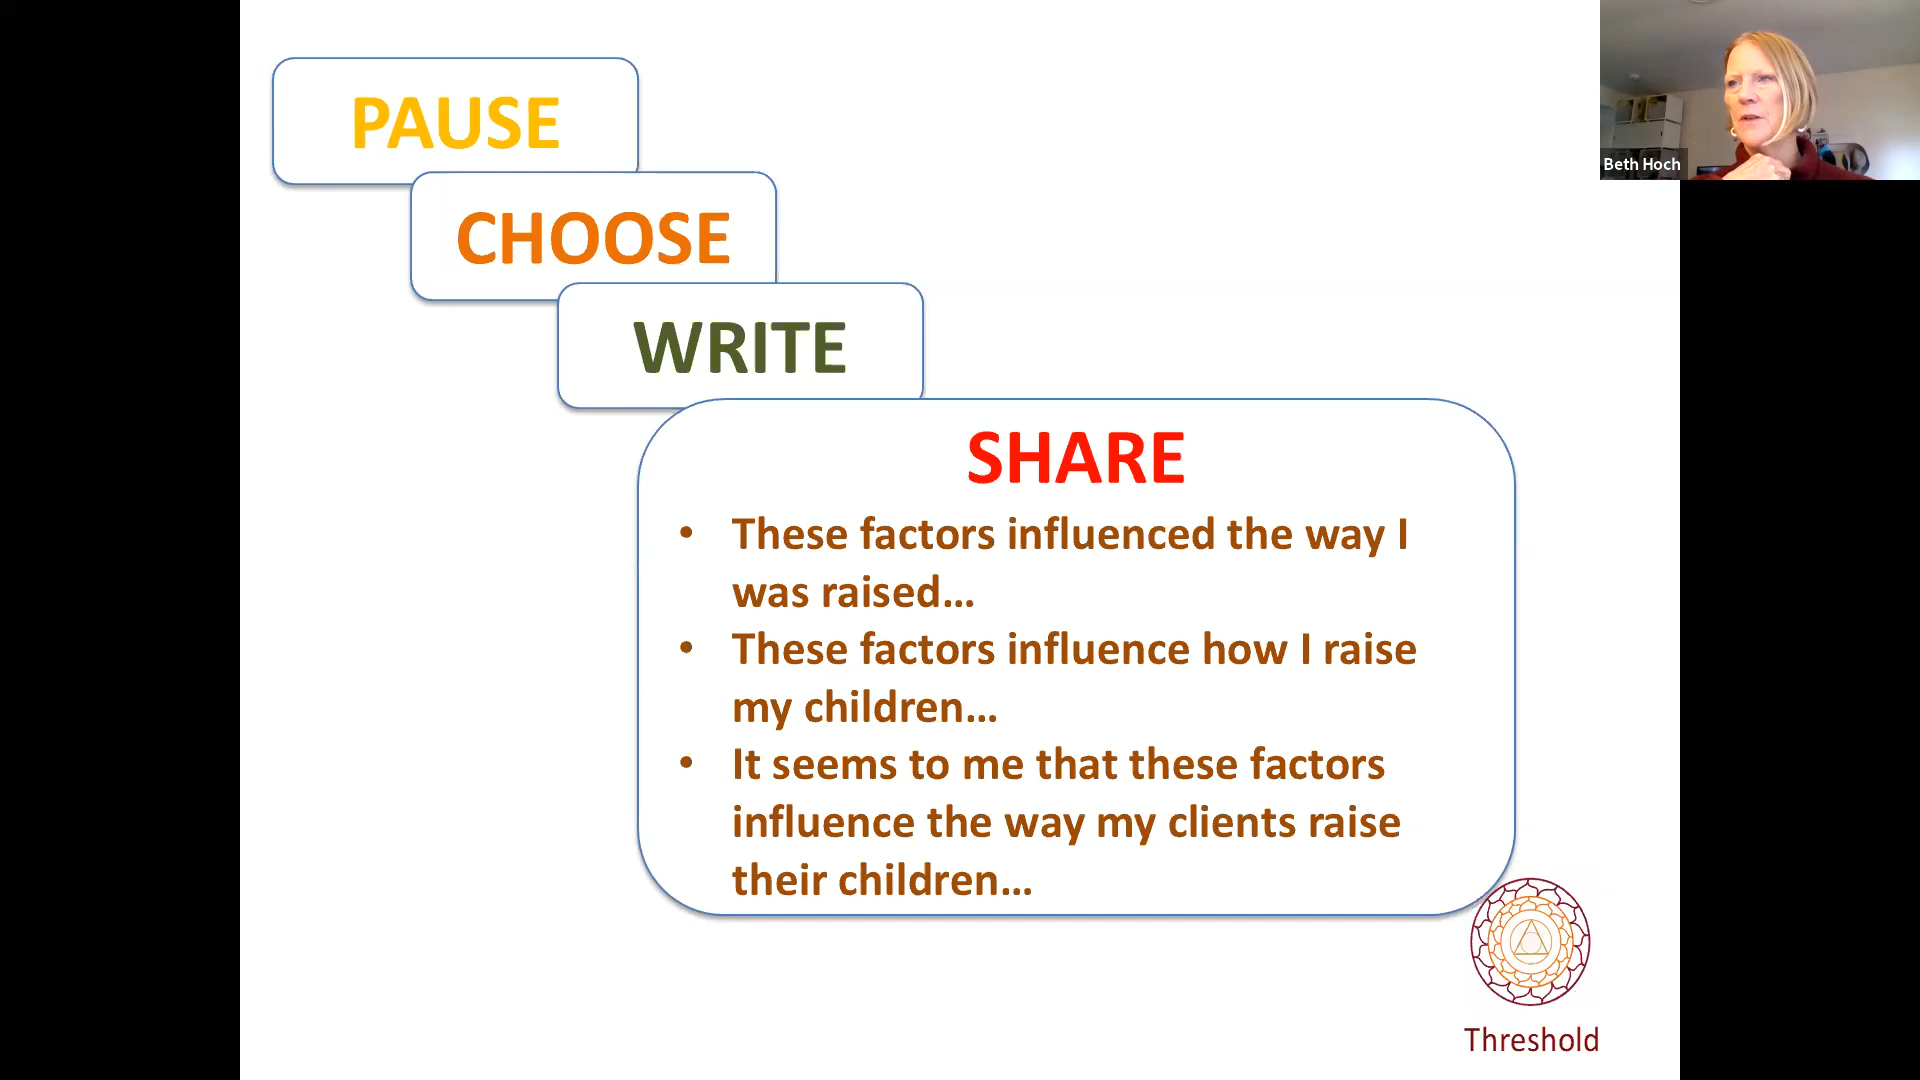 PAUSE
CHOOSE
WRITE
SHARE
• These factors influenced the way I
was raised...
• These factors influence how I raise
my children...
• It seems to me that these factors
influence the way my clients raise
their children...
Threshold
Beth Hoch